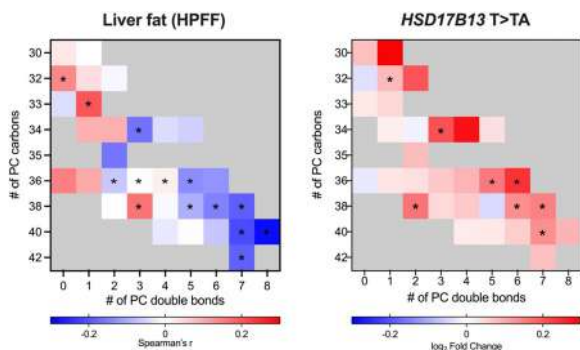 Liver fat (HPFF)
# of PC carbons
30
32
33
34
35
36
38
40
42
* 
*
*
* * * *
* * * *
* *
*
0 1 2 3 4 5 6 7 8
# of PC double bonds
-0.2 0.2
Spearman's r
HSD17B13 T>TA
# of PC carbons
30
32
33
34
35
36
38
40
42
*
*
* *
* * *
*
0 1 2 3 4 5 6 7 8
# of PC double bonds
-0.2 0.2
log₂ Fold Change